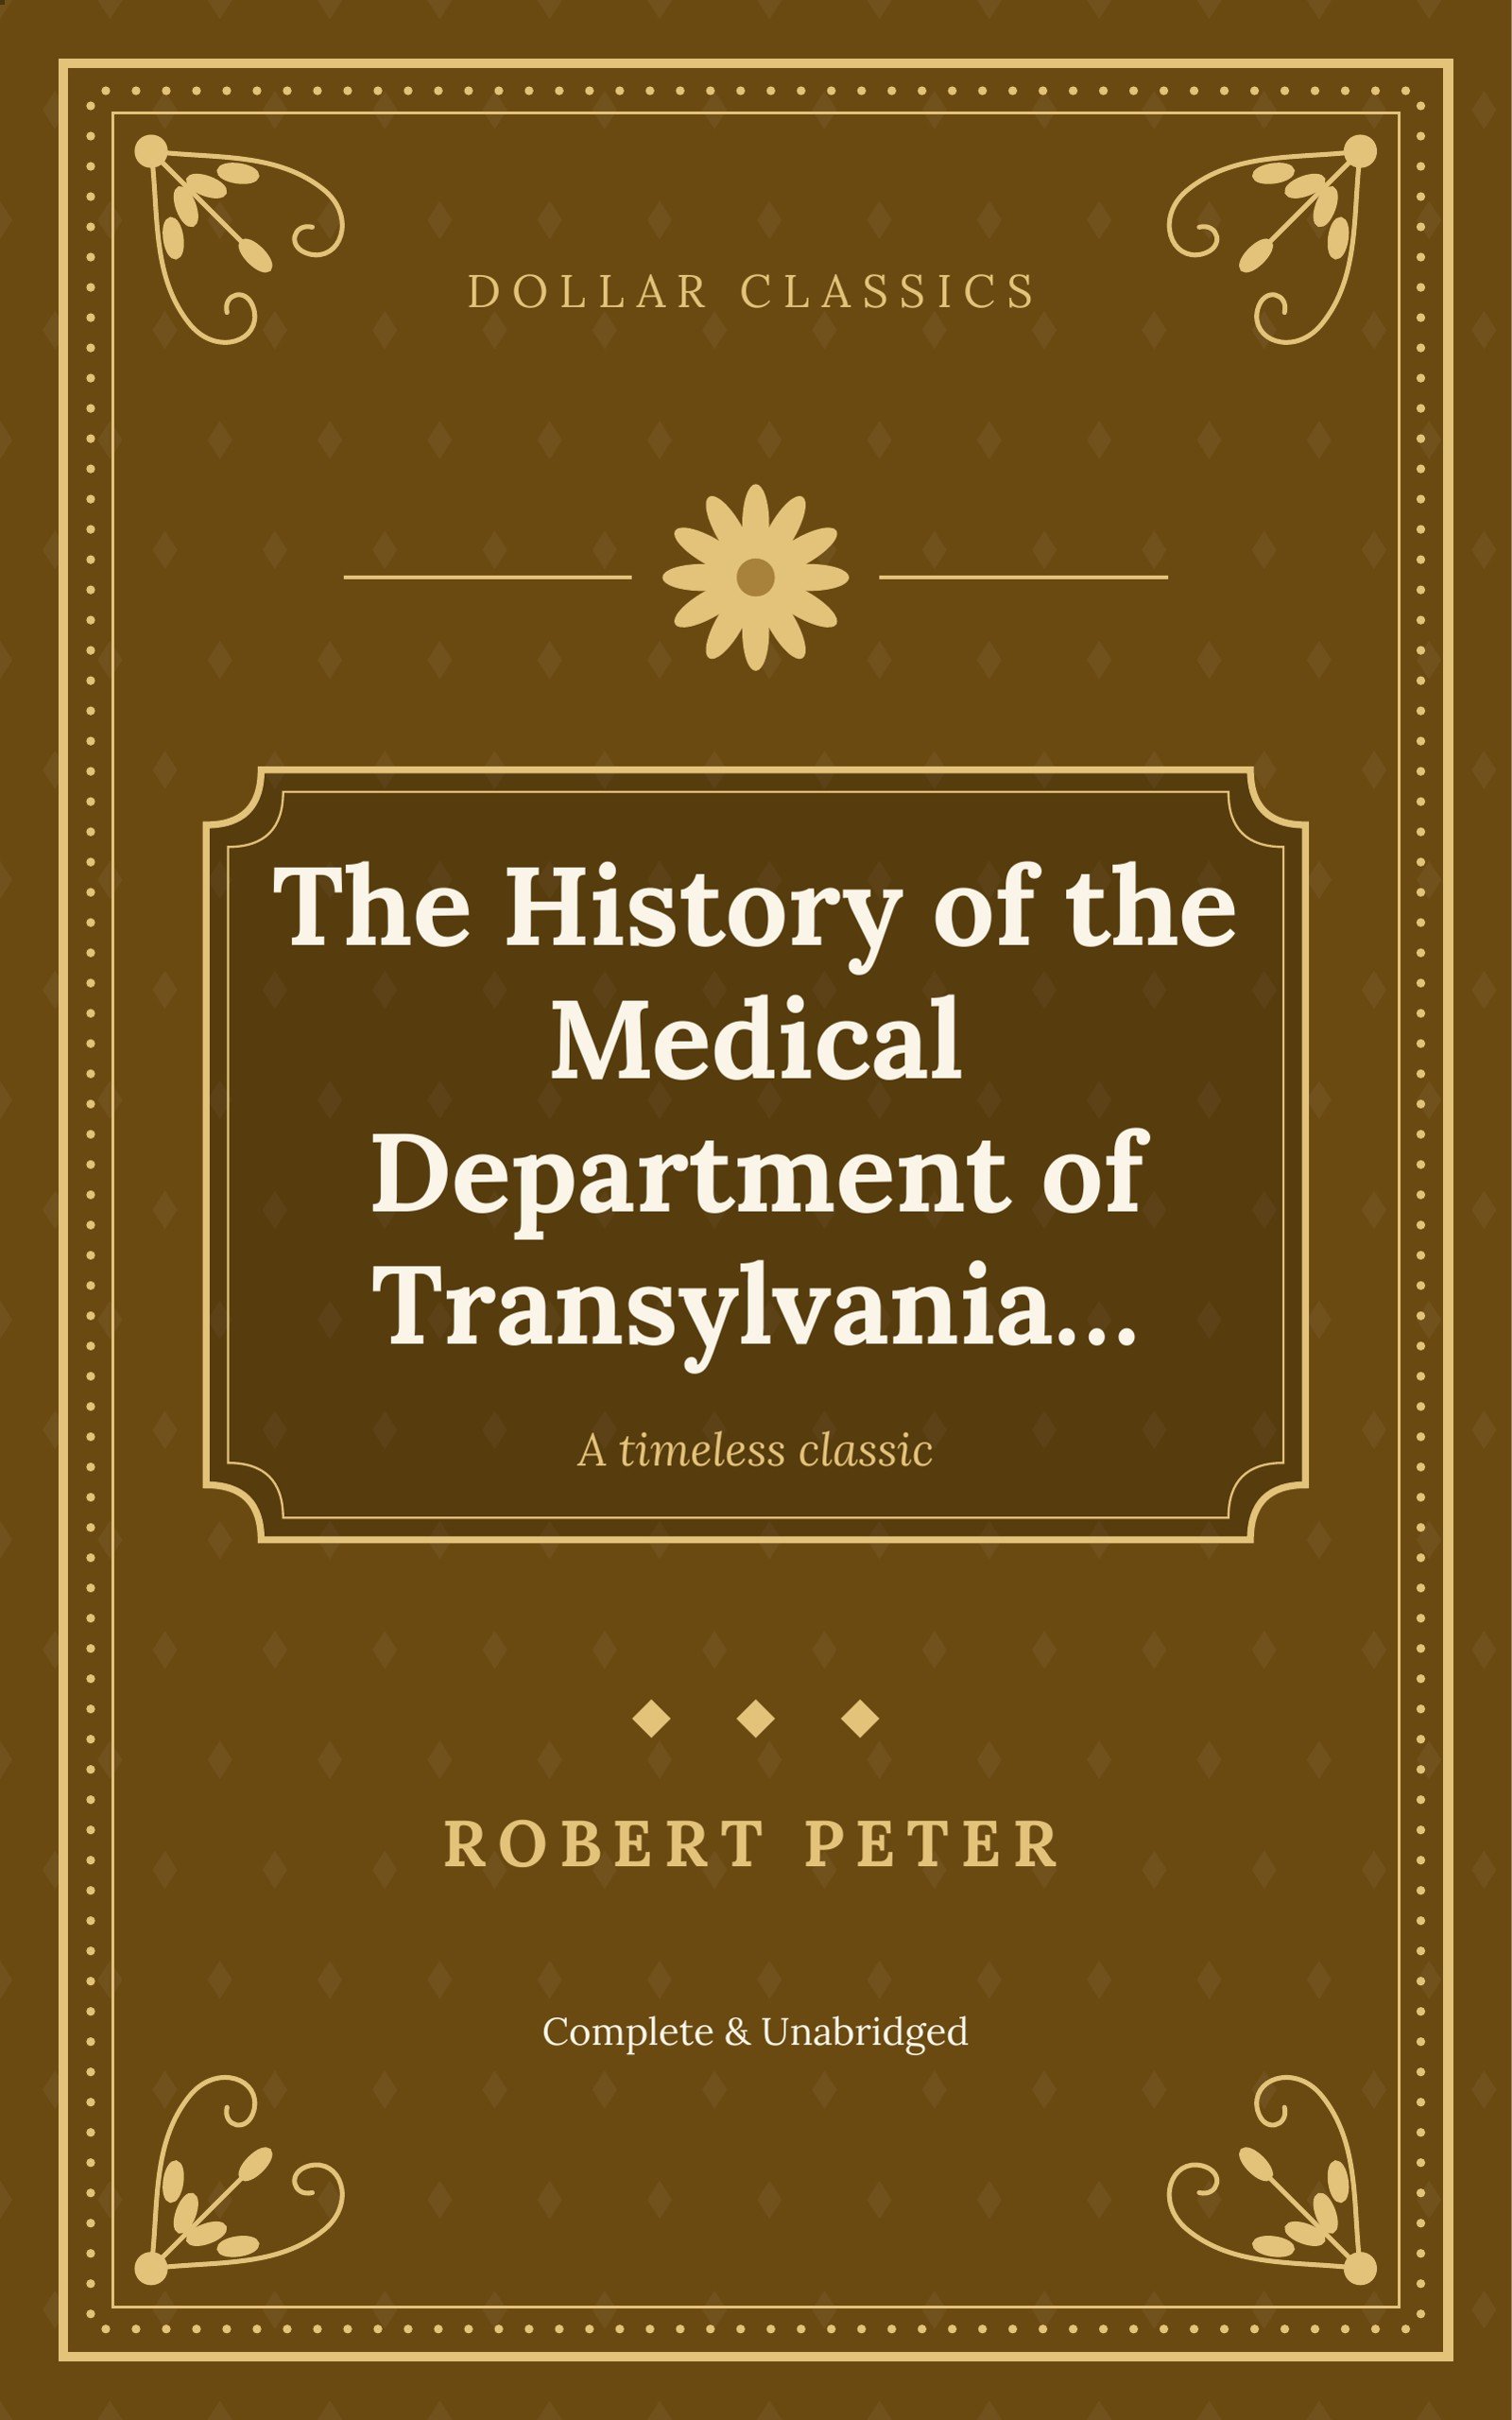 DOLLAR CLASSICS
The History of the
Medical
Department of
Transylvania...
A timeless classic
ROBERT PETER
Complete & Unabridged